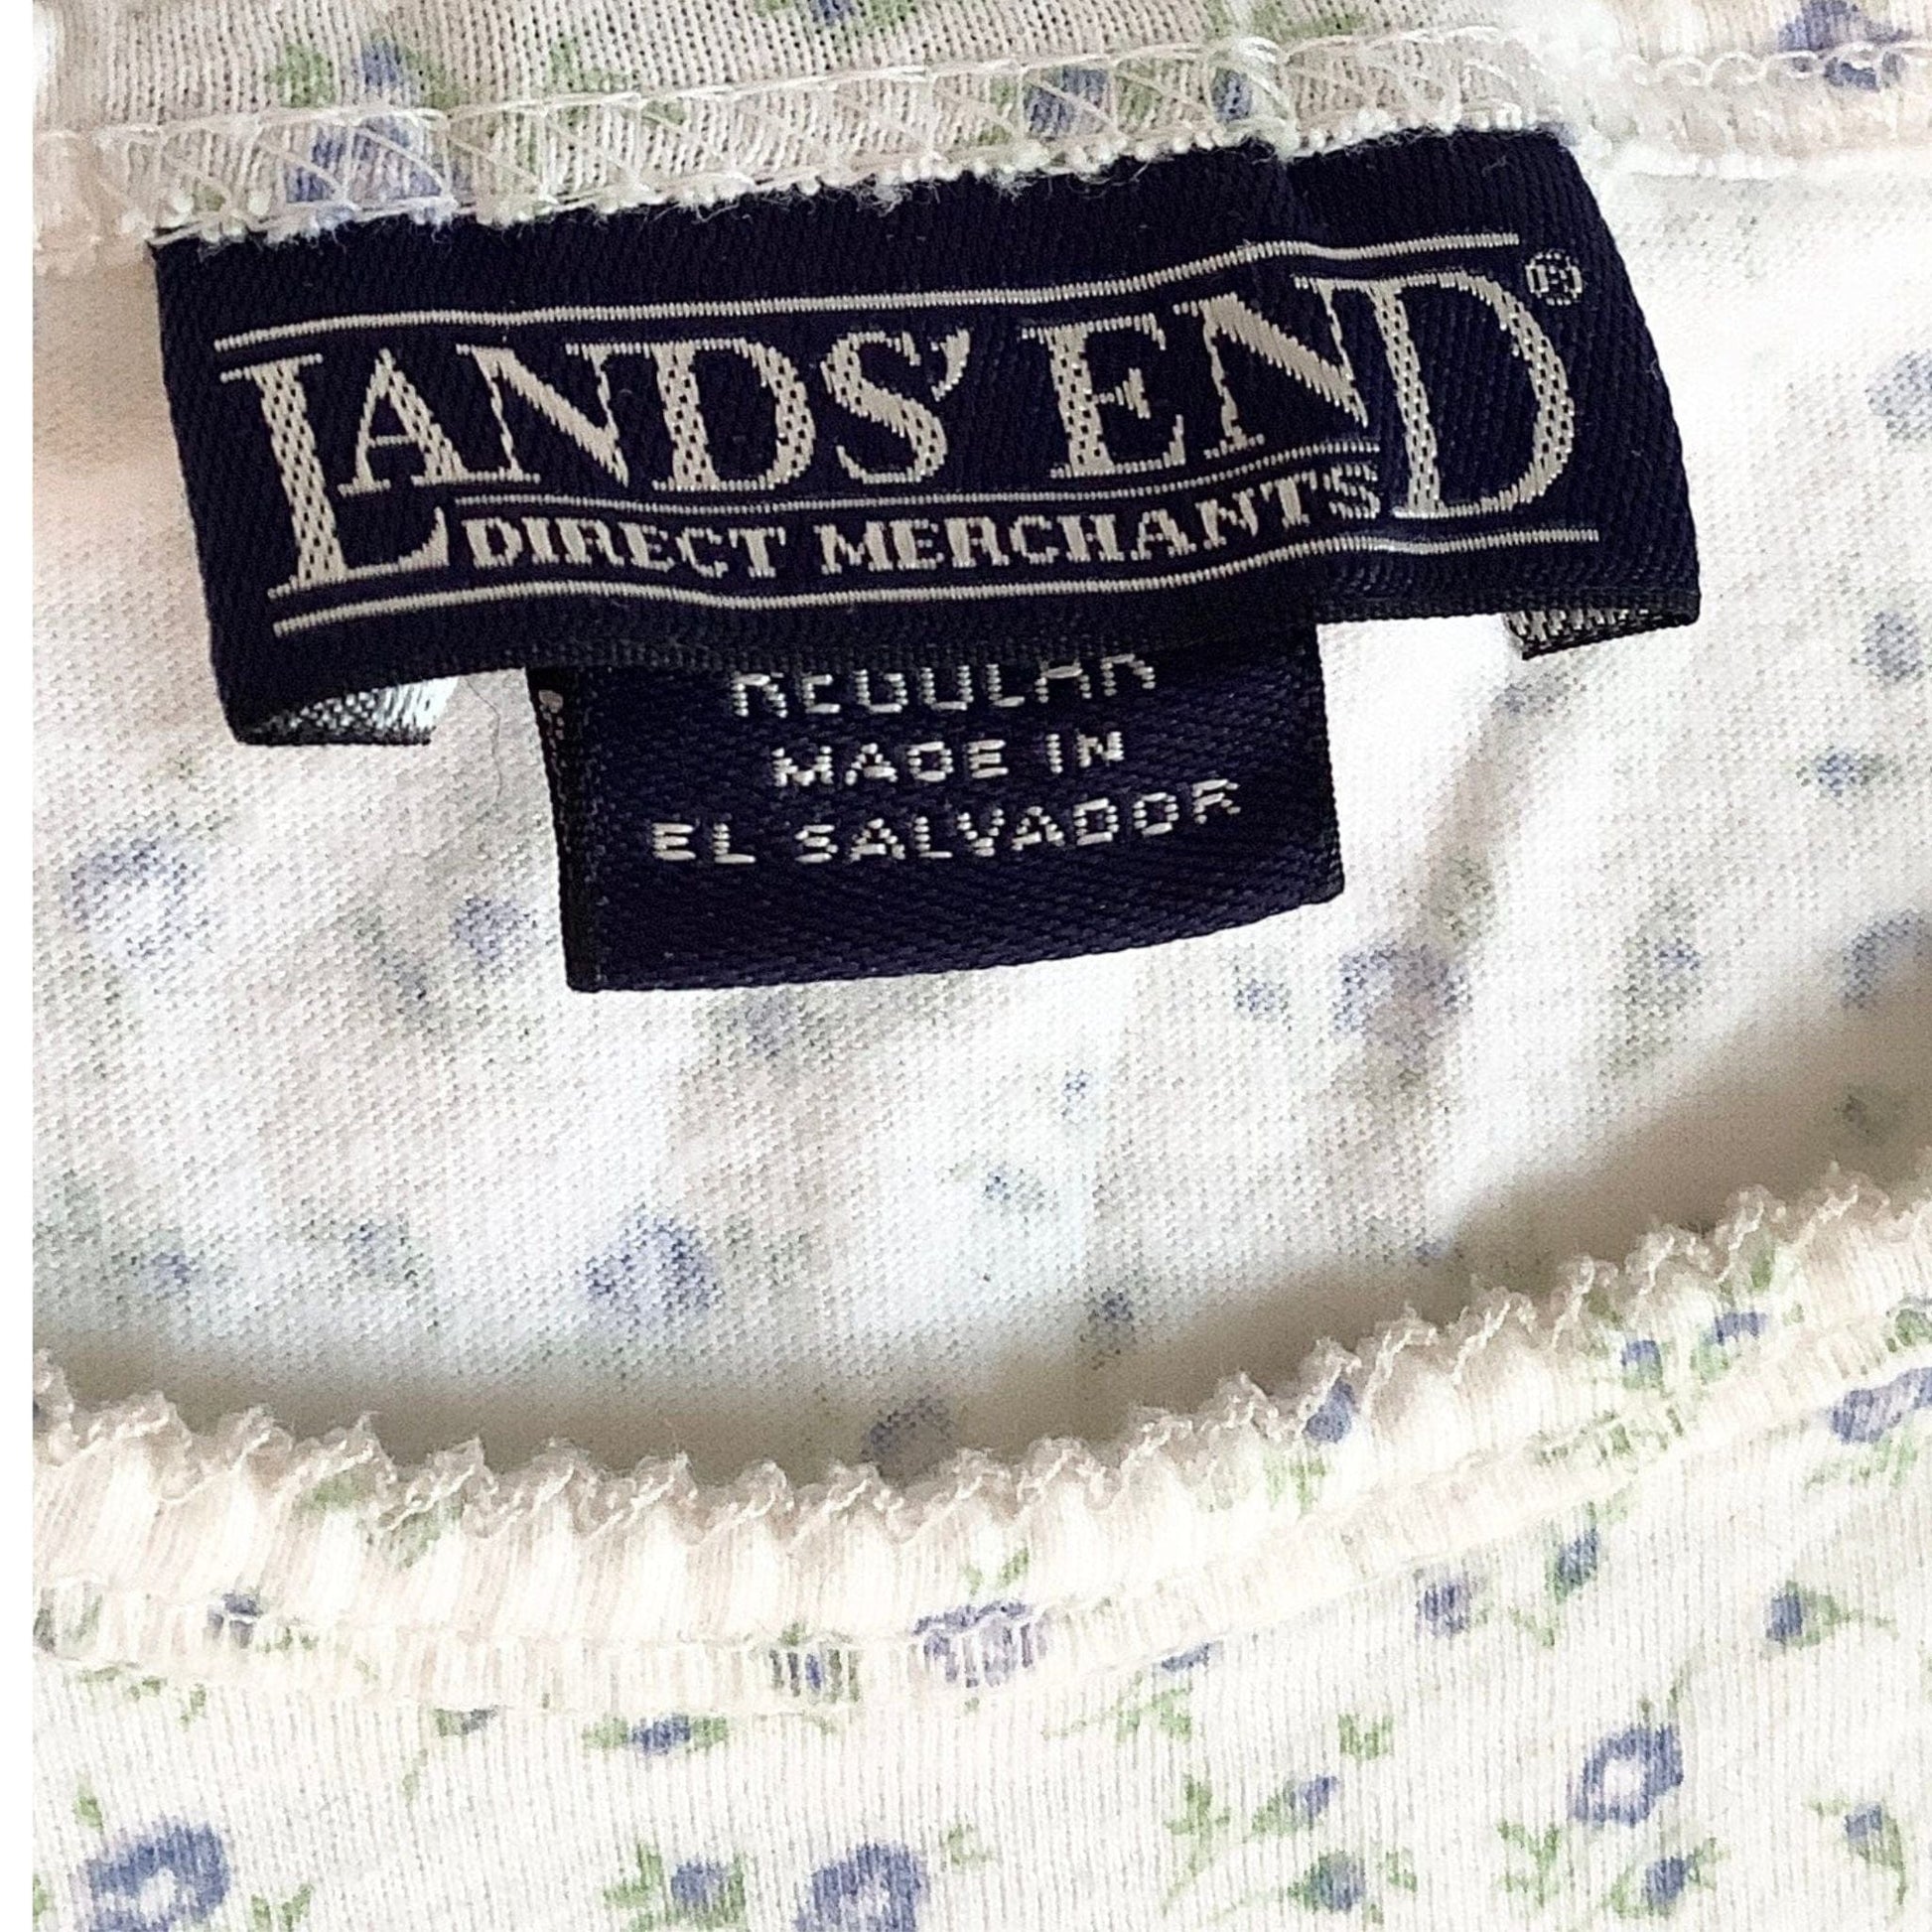 LANDS' END®
DIRECT MERCHANTS
REGULAR
MADE IN
EL SALVADOR